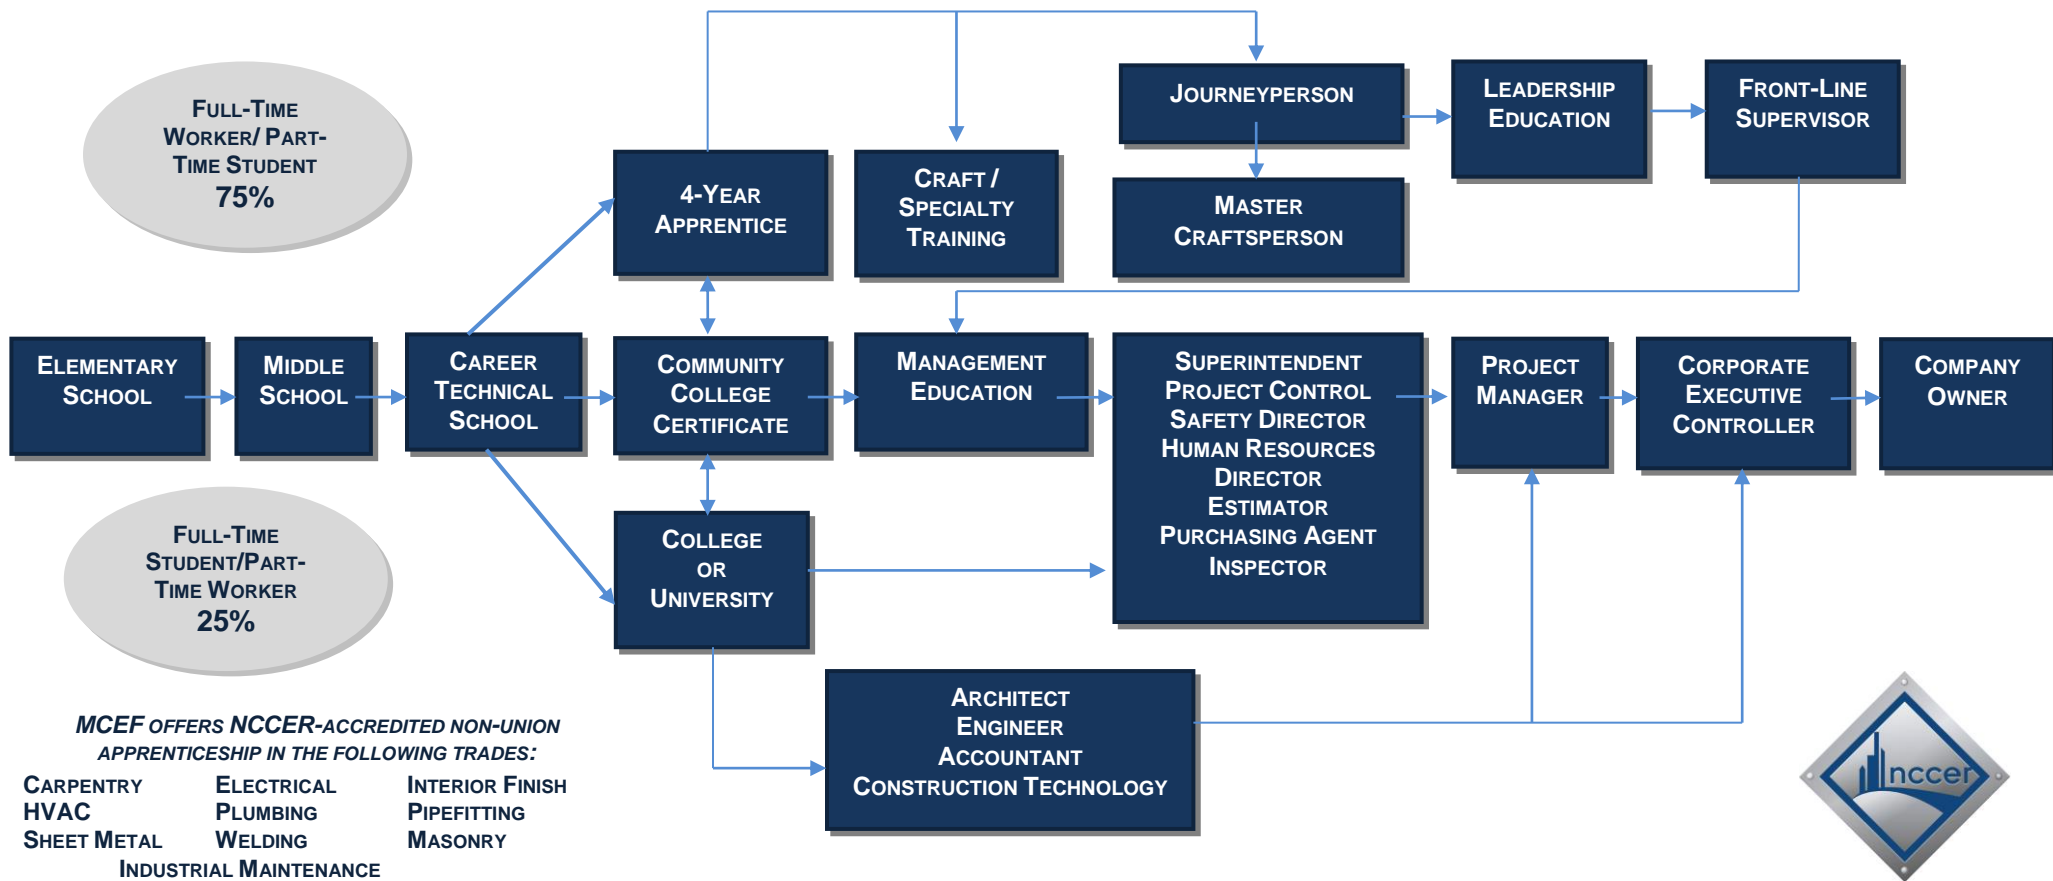 Full-Time
Worker/ Part-
Time Student
75%
4-Year
Apprentice
Craft /
Specialty
Training
Journeyperson
Master
Craftsperson
Leadership
Education
Front-Line
Supervisor
Elementary
School
Middle
School
Career
Technical
School
Community
College
Certificate
Management
Education
Superintendent
Project Control
Safety Director
Human Resources
Director
Estimator
Purchasing Agent
Inspector
Project
Manager
Corporate
Executive
Controller
Company
Owner
Full-Time
Student/Part-
Time Worker
25%
College
or
University
Architect
Engineer
Accountant
Construction Technology
MCEF offers NCCER-accredited non-union
apprenticeship in the following trades:
Carpentry Electrical Interior Finish
HVAC Plumbing Pipefitting
Sheet Metal Welding Masonry
Industrial Maintenance
nccer